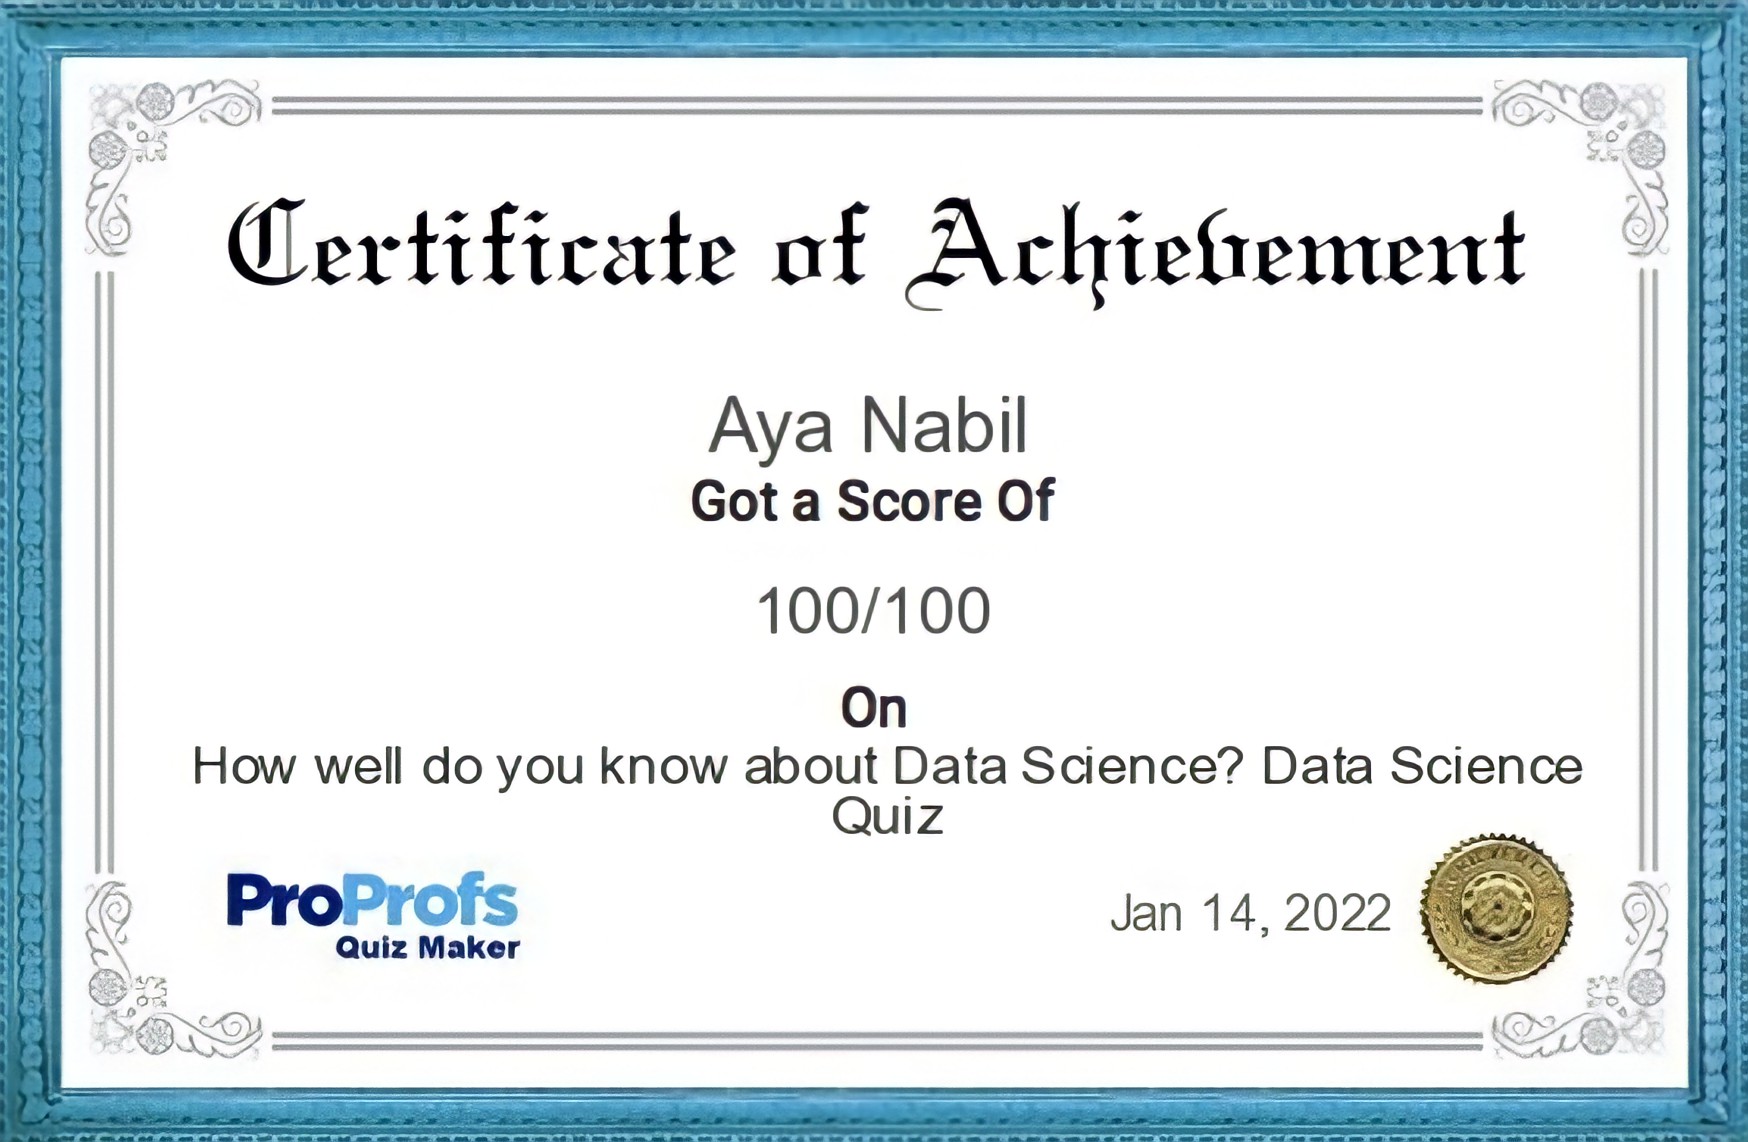 Certificate of Achievement
Aya Nabil
Got a Score Of
100/100
On
How well do you know about Data Science? Data Science
Quiz
ProProfs
Quiz Maker
Jan 14, 2022